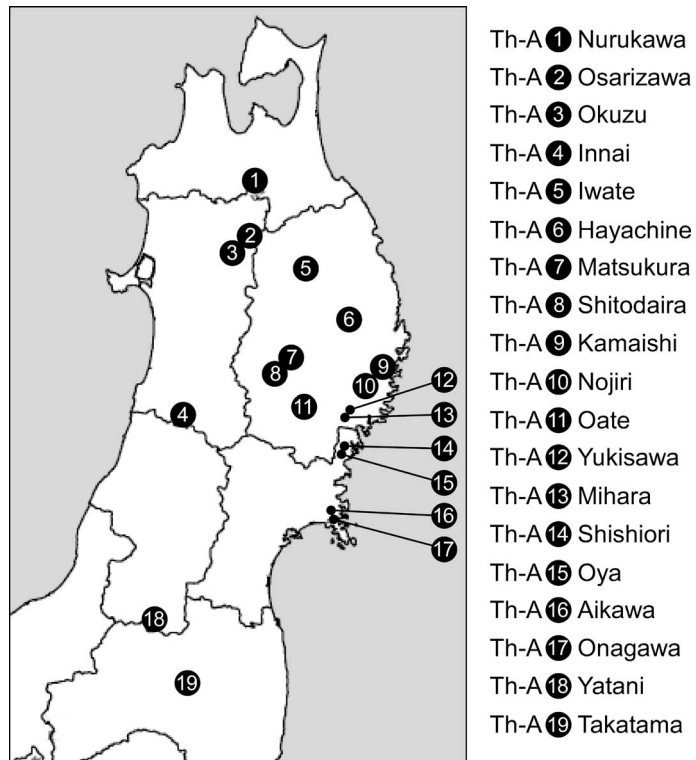 Th-A 1 Nurukawa
Th-A 2 Osarizawa
Th-A 3 Okuzu
Th-A 4 Innai
Th-A 5 Iwate
Th-A 6 Hayachine
Th-A 7 Matsukura
Th-A 8 Shitodaira
Th-A 9 Kamaishi
Th-A 10 Nojiri
Th-A 11 Oate
Th-A 12 Yukisawa
Th-A 13 Mihara
Th-A 14 Shishiori
Th-A 15 Oya
Th-A 16 Aikawa
Th-A 17 Onagawa
Th-A 18 Yatani
Th-A 19 Takatama
1
2
3
5
6
7
8
9
10
12
11
13
4
14
15
16
17
18
19